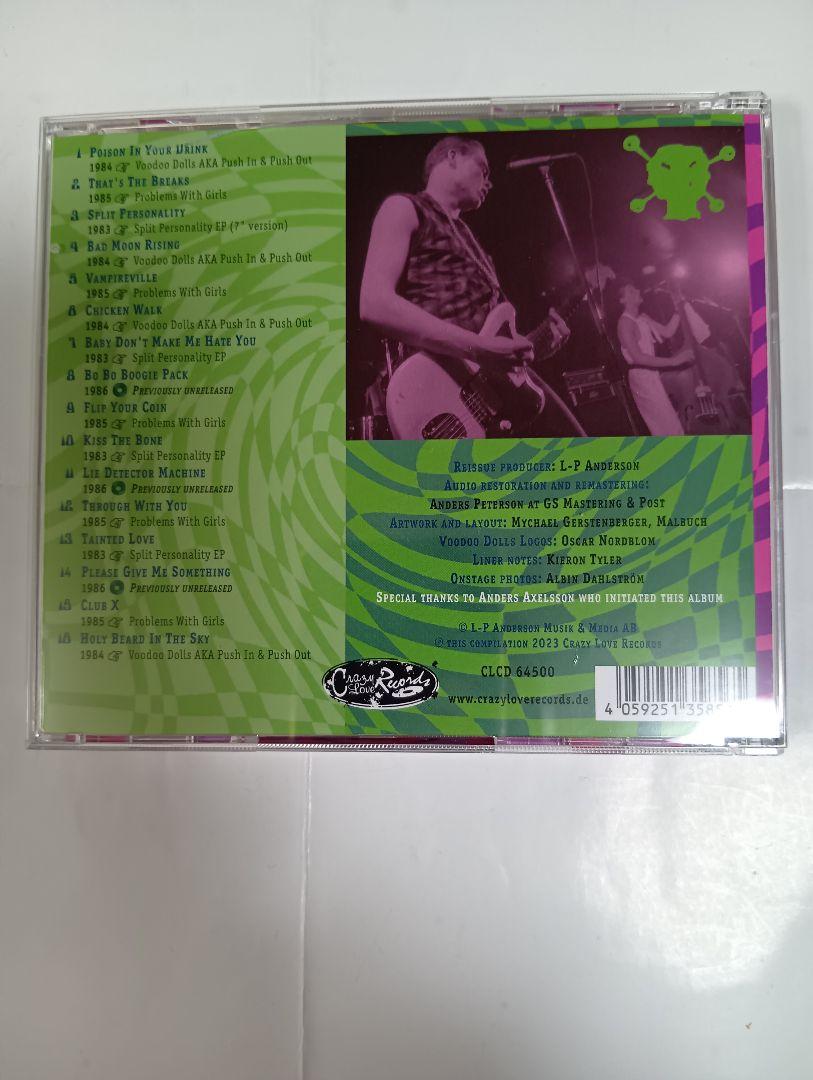 1 Poison In Your Drink
1984 Voodoo Dolls AKA Push In & Push Out
2 That's The Breaks
1985 Problems With Girls
3 Split Personality
1983 Split Personality EP (7" version)
4 Bad Moon Rising
1984 Voodoo Dolls AKA Push In & Push Out
5 Vampireville
1985 Problems With Girls
6 Chicken Walk
1984 Voodoo Dolls AKA Push In & Push Out
7 Baby Don't Make Me Hate You
1983 Split Personality EP
8 Bo Bo Boogie Pack
1986 Previously unreleased
9 Flip Your Coin
1985 Problems With Girls
10 Kiss The Bone
1983 Split Personality EP
11 Lie Detector Machine
1986 Previously unreleased
12 Through With You
1985 Problems With Girls
13 Tainted Love
1983 Split Personality EP
14 Please Give Me Something
1986 Previously unreleased
15 Club X
1985 Problems With Girls
16 Holy Beard In The Sky
1984 Voodoo Dolls AKA Push In & Push Out
Reissue producer: L-P Anderson
Audio restoration and remastering:
Anders Peterson at GS Mastering & Post
Artwork and layout: Mychael Gerstenberger, Malbuch
Voodoo Dolls Logos: Oscar Nordblom
Liner notes: Kieron Tyler
Onstage photos: Albin Dahlström
Special thanks to Anders Axelsson who initiated this album
© L-P Anderson Musik & Media AB
℗ this compilation 2023 Crazy Love Records
CLCD 64500
www.crazyloverecords.de
Crazy Love Records
4 059251